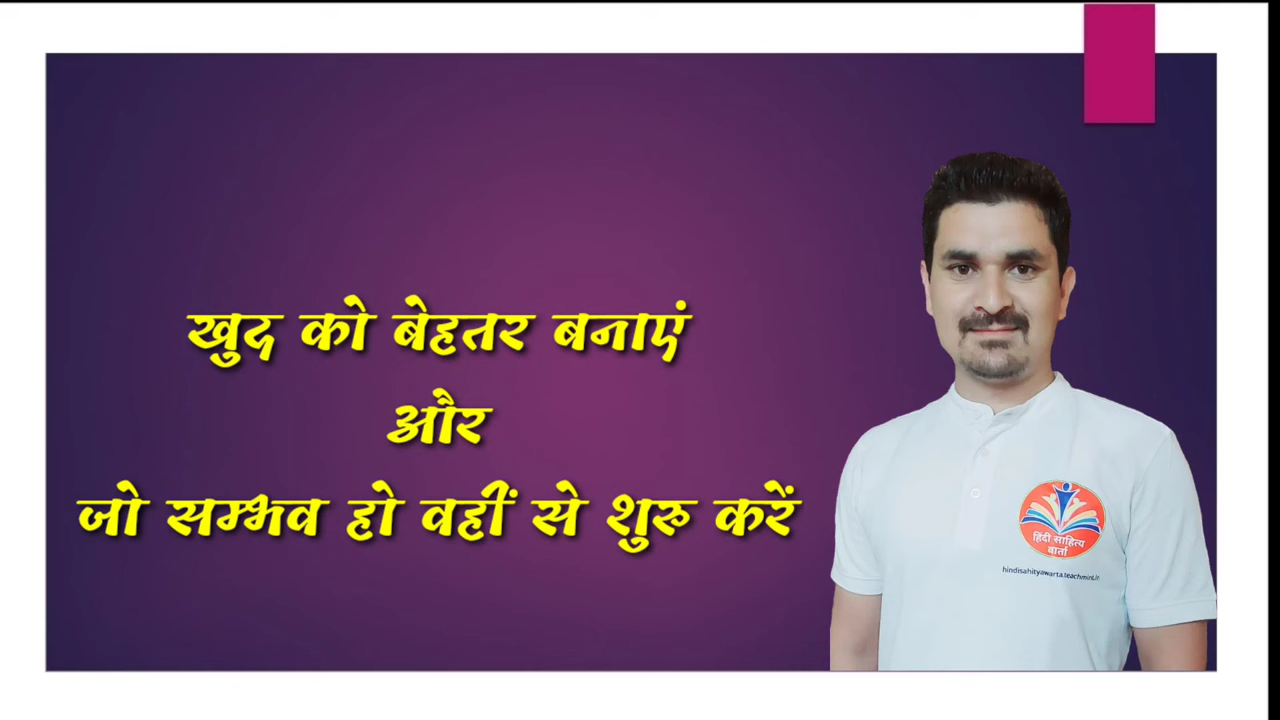 खुद को बेहतर बनाएं
और
जो सम्भव हो वहीं से शुरु करें
हिंदी साहित्य
वार्ता
hindisahityawarta.teachmint.in